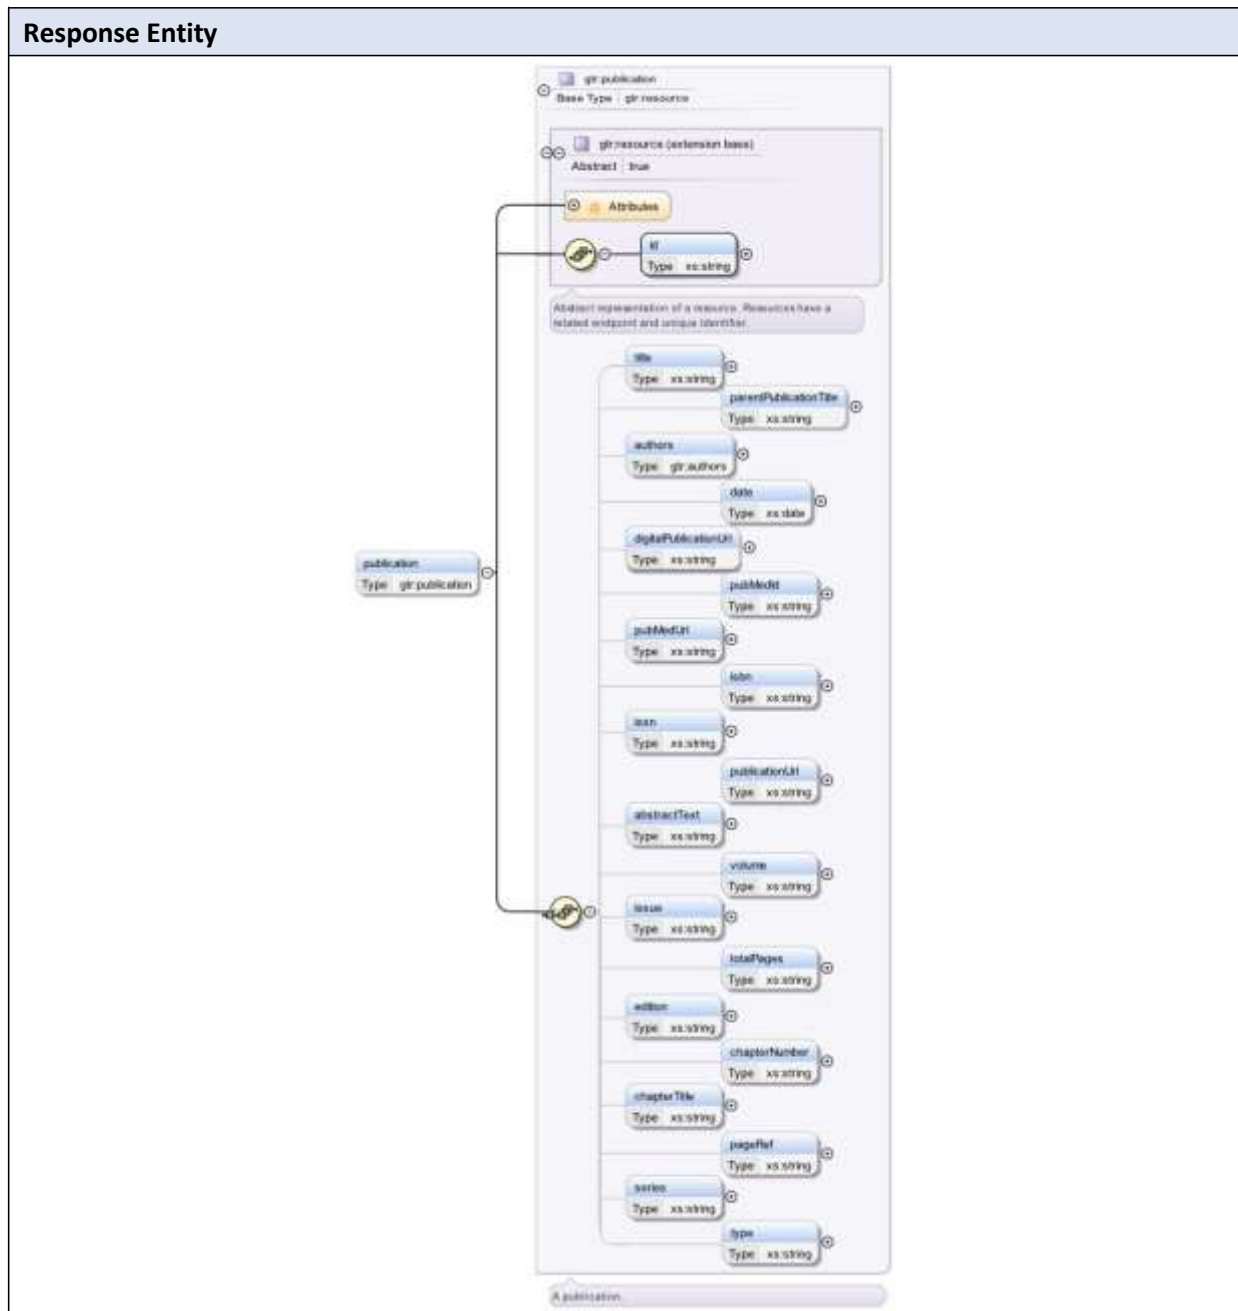 Response Entity
gtr:publication
Base Type gtr:resource
gtr:resource (extension base)
Abstract true
Attributes
id
Type xs:string
Abstract representation of a resource. Resources have a
related endpoint and unique identifier.
title
Type xs:string
parentPublicationTitle
Type xs:string
authors
Type gtr:authors
date
Type xs:date
digitalPublicationUrl
Type xs:string
publication
Type gtr:publication
pubMedId
Type xs:string
pubMedUrl
Type xs:string
isbn
Type xs:string
issn
Type xs:string
publicationUrl
Type xs:string
abstractText
Type xs:string
volume
Type xs:string
issue
Type xs:string
totalPages
Type xs:string
edition
Type xs:string
chapterNumber
Type xs:string
chapterTitle
Type xs:string
pageRef
Type xs:string
series
Type xs:string
type
Type xs:string
A publication.